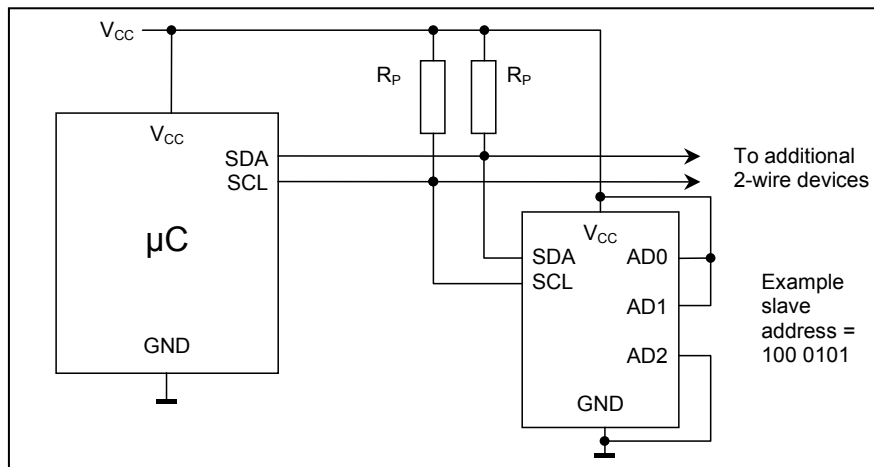 VCC
RP
RP
VCC
SDA
SCL
µC
GND
To additional
2-wire devices
VCC
SDA
SCL
AD0
AD1
AD2
GND
Example
slave
address =
100 0101